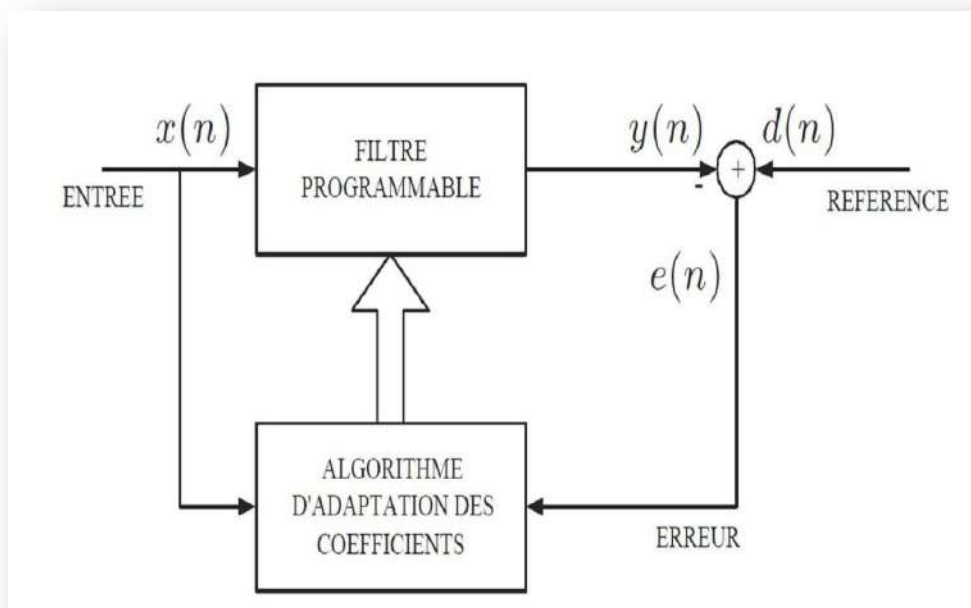 x(n)
ENTREE
FILTRE
PROGRAMMABLE
y(n)
-
+
d(n)
REFERENCE
e(n)
ALGORITHME
D'ADAPTATION DES
COEFFICIENTS
ERREUR